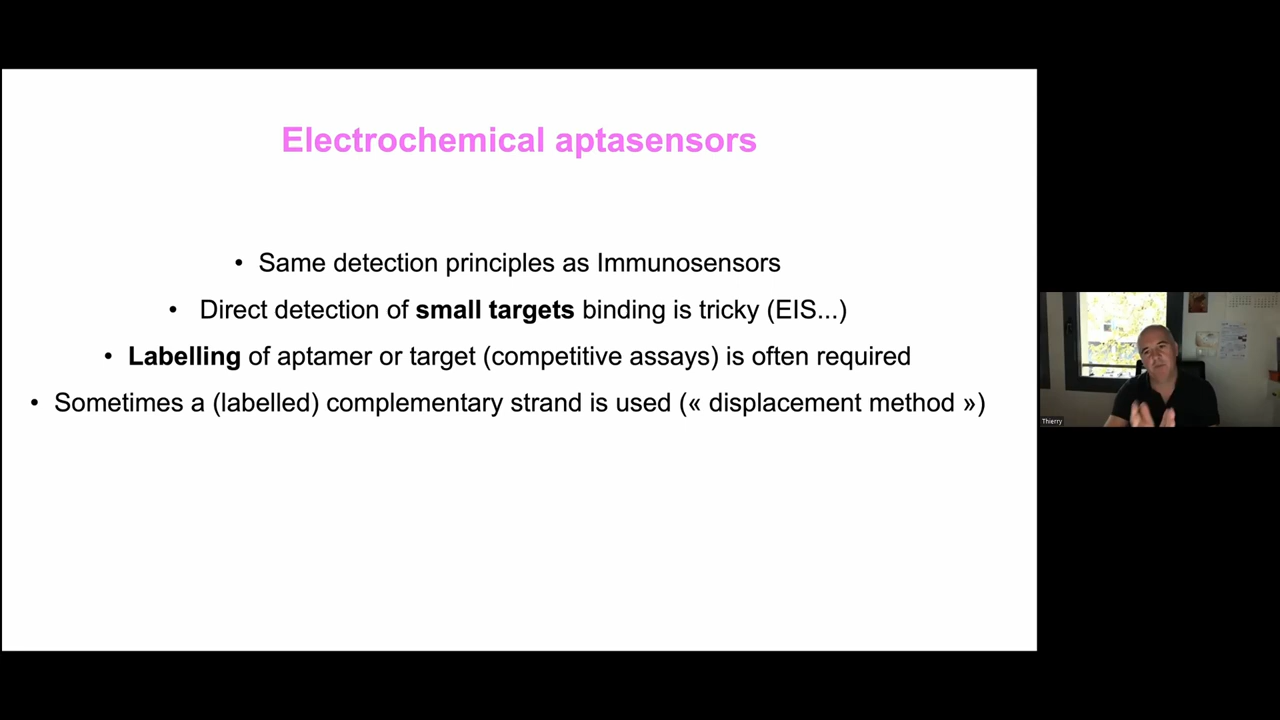 Electrochemical aptasensors
• Same detection principles as Immunosensors
• Direct detection of small targets binding is tricky (EIS...)
• Labelling of aptamer or target (competitive assays) is often required
• Sometimes a (labelled) complementary strand is used (« displacement method »)
Thierry